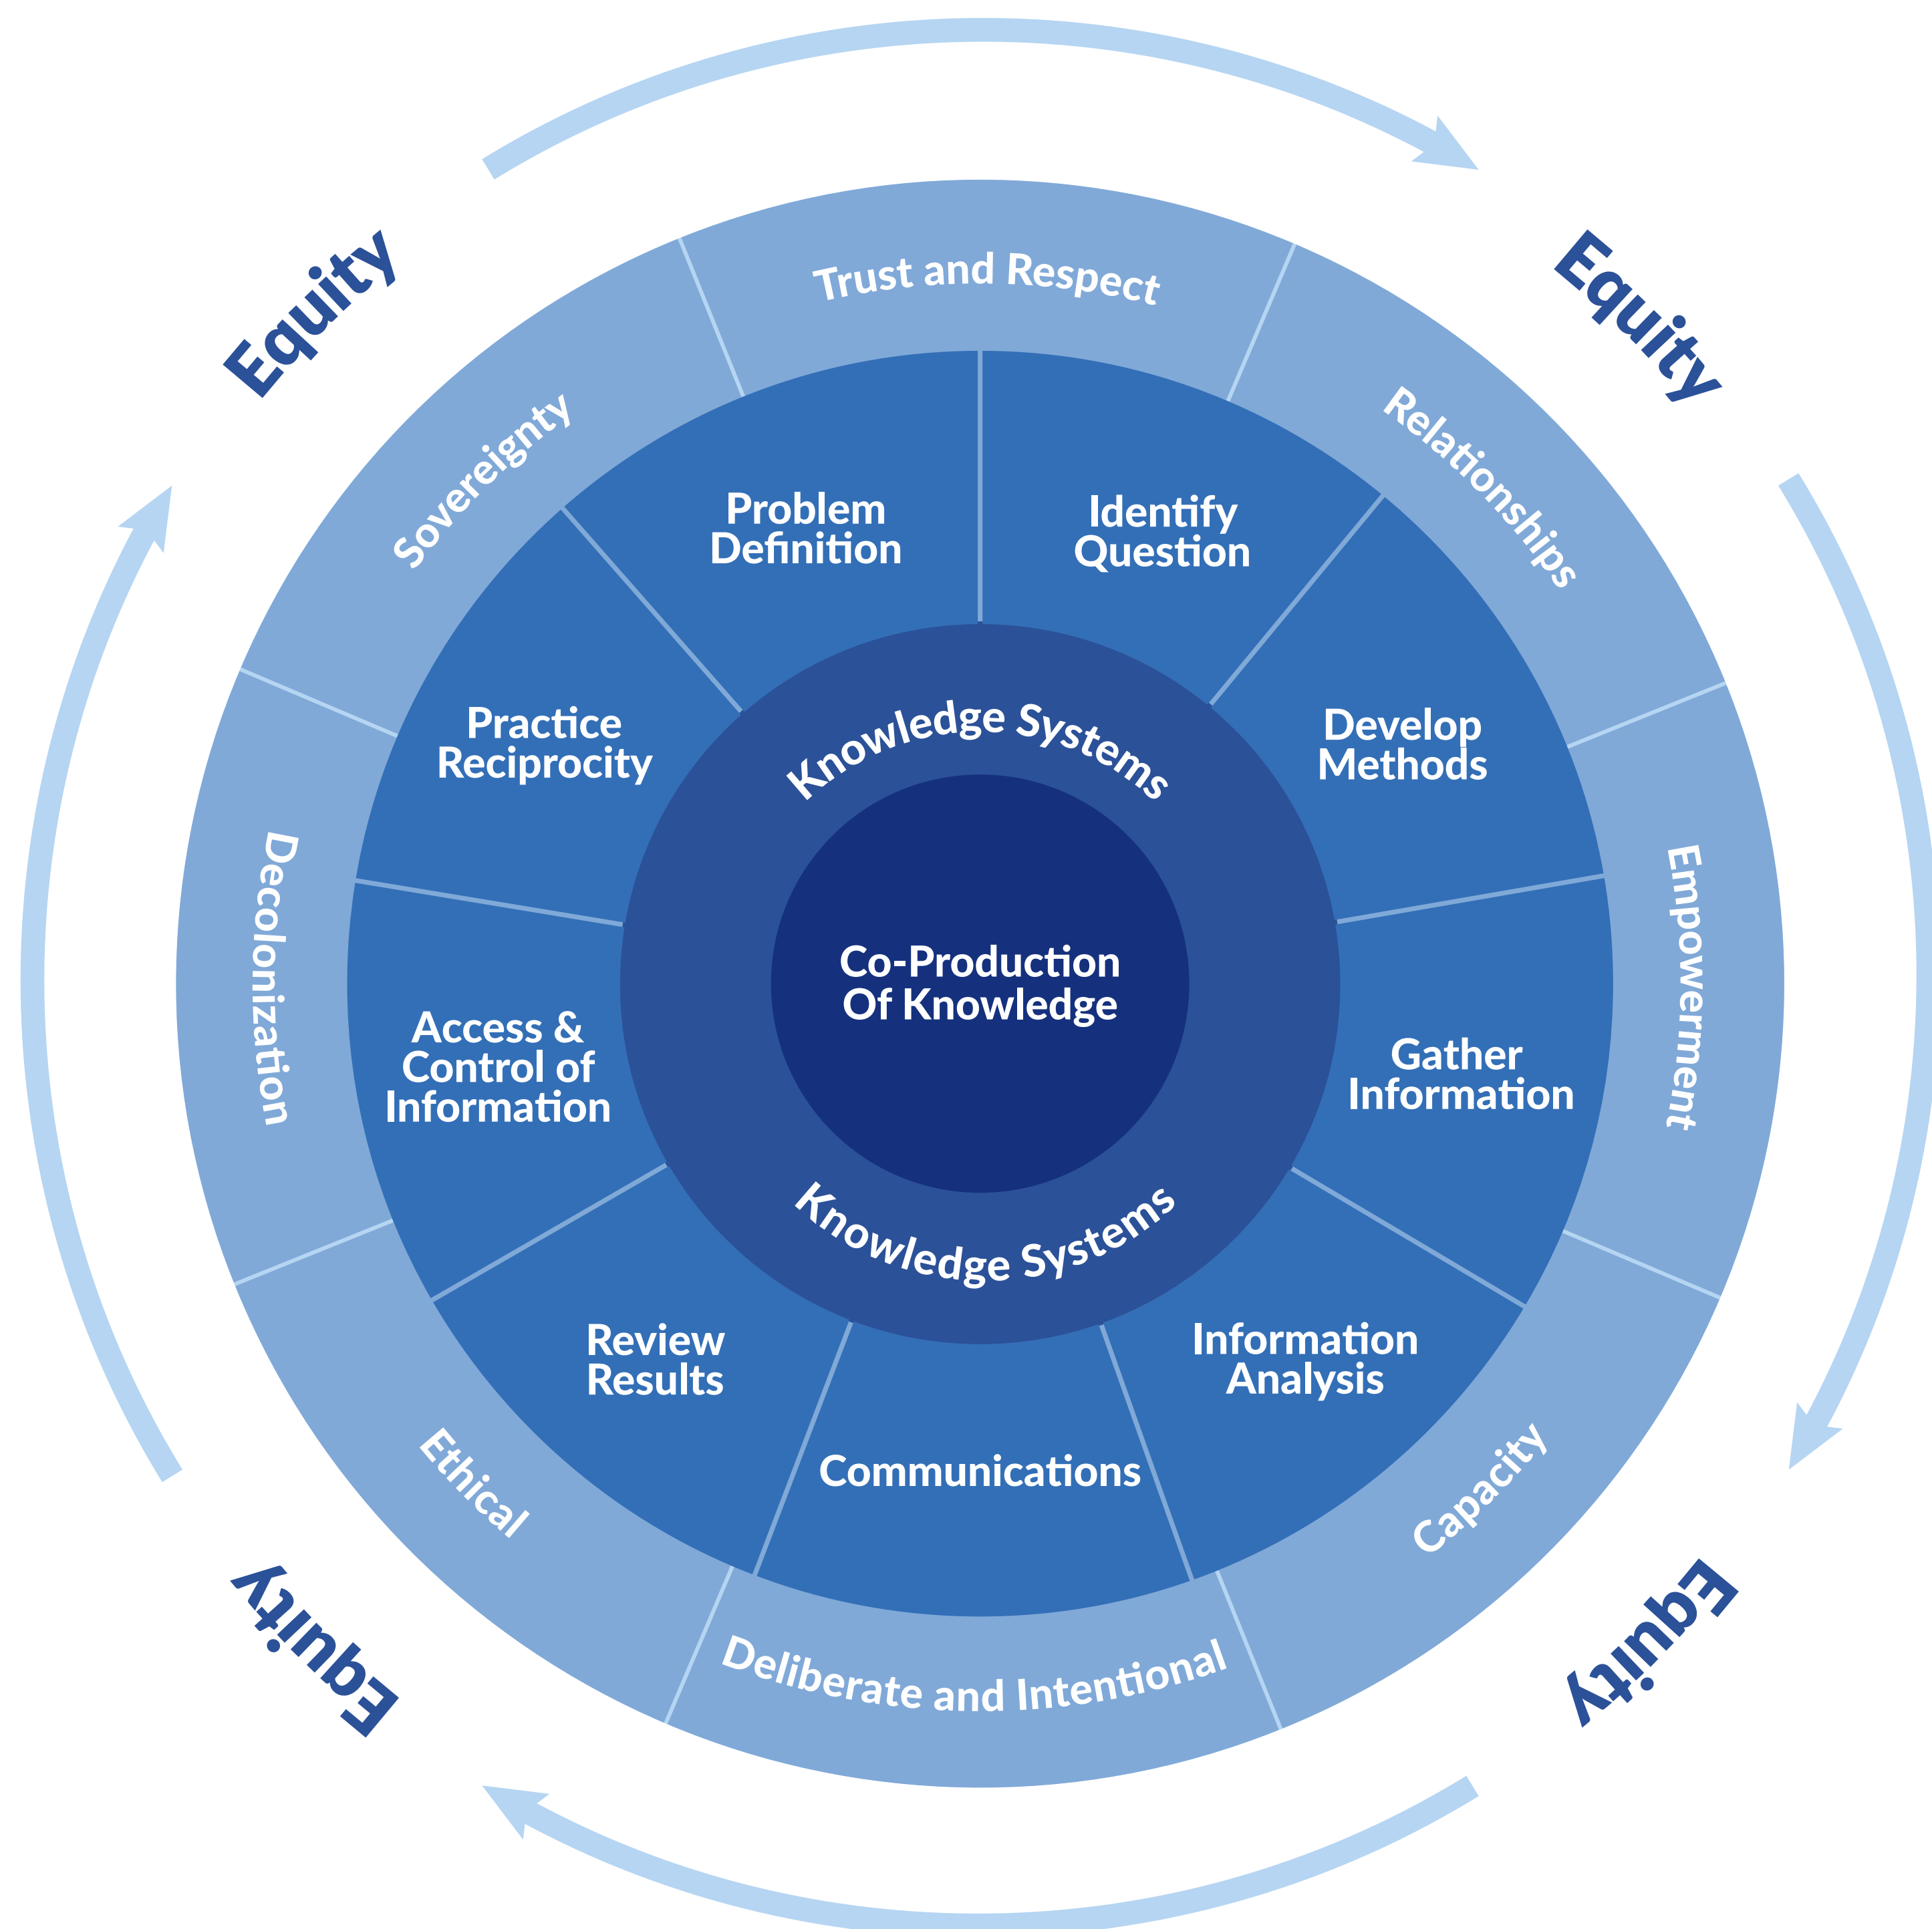 Equity
Equity
Trust and Respect
Sovereignty
Relationships
Problem
Definition
Identify
Question
Practice
Reciprocity
Develop
Methods
Knowledge Systems
Decolonization
Empowerment
Co-Production
Of Knowledge
Access &
Control of
Information
Gather
Information
Knowledge Systems
Review
Results
Information
Analysis
Communications
Ethical
Capacity
Deliberate and Intentional
Equity
Equity